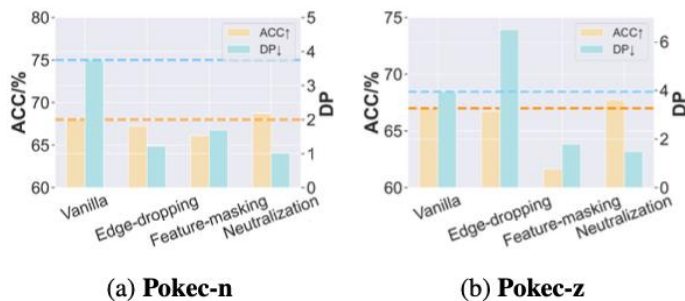 80 5 75 7
ACC↑ ACC↑
DP↓ DP↓
75 4 6
70
70 3 4
ACC/% DP ACC/% DP
2
65 65 2
1
60 0 60 0
Vanilla Edge-dropping Feature-masking Neutralization Vanilla Edge-dropping Feature-masking Neutralization
(a) Pokec-n (b) Pokec-z